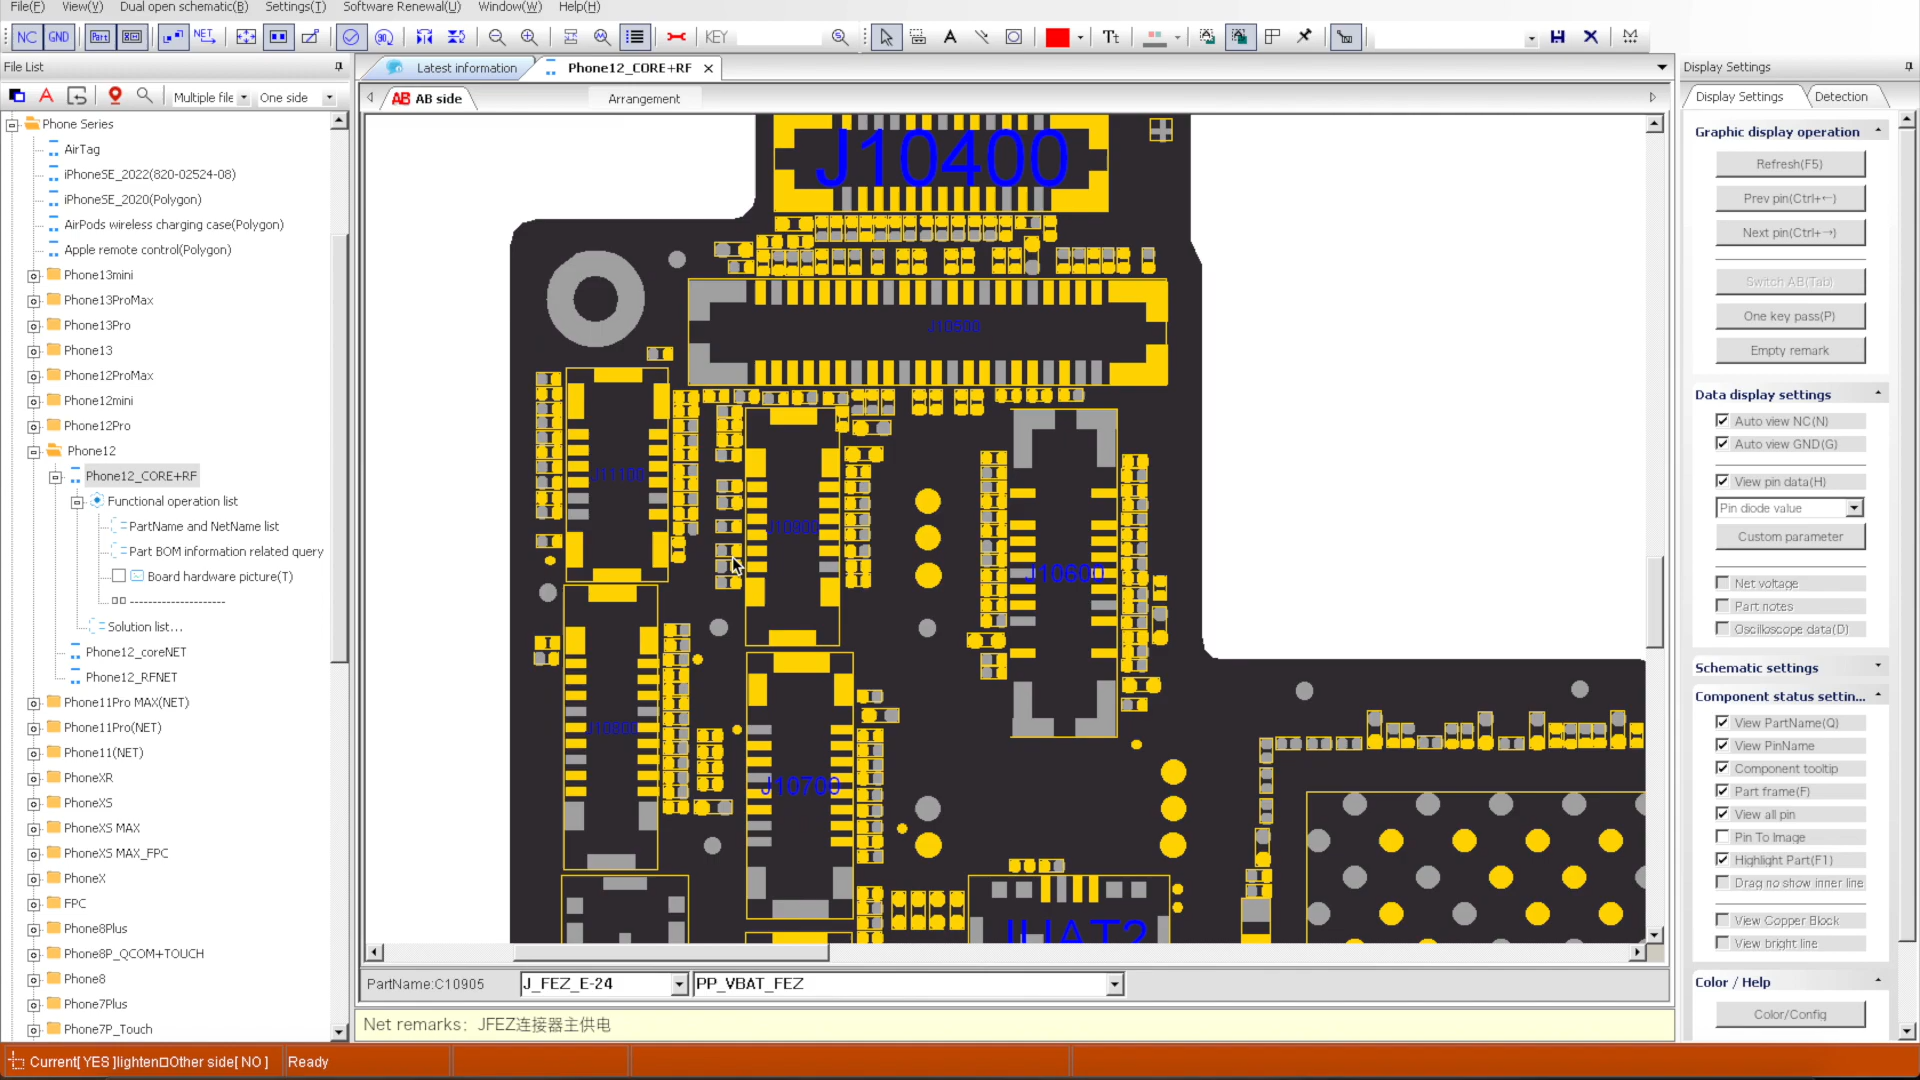 File(F) View(V) Dual open schematic(B) Settings(T) Software Renewal(U) Window(W) Help(H)
NC GND Part NET KEY Tt
File List
Latest information
Phone12_CORE+RF
Display Settings
Multiple file One side
AB AB side
Arrangement
Display Settings
Detection
Phone Series
AirTag
iPhoneSE_2022(820-02524-08)
iPhoneSE_2020(Polygon)
AirPods wireless charging case(Polygon)
Apple remote control(Polygon)
Phone13mini
Phone13ProMax
Phone13Pro
Phone13
Phone12ProMax
Phone12mini
Phone12Pro
Phone12
Phone12_CORE+RF
Functional operation list
PartName and NetName list
Part BOM information related query
Board hardware picture(T)
----------------------
Solution list...
Phone12_coreNET
Phone12_RFNET
Phone11Pro MAX(NET)
Phone11Pro(NET)
Phone11(NET)
PhoneXR
PhoneXS
PhoneXS MAX
PhoneXS MAX_FPC
PhoneX
FPC
Phone8Plus
Phone8P_QCOM+TOUCH
Phone8
Phone7Plus
Phone7P_Touch
J10400
J11100
J10600
J10700
JUAT2
PartName:C10905
J_FEZ_E-24
PP_VBAT_FEZ
Net remarks：JFEZ连接器主供电
Graphic display operation
Refresh(F5)
Prev pin(Ctrl+←)
Next pin(Ctrl+→)
Switch AB(Tab)
One key pass(P)
Empty remark
Data display settings
Auto view NC(N)
Auto view GND(G)
View pin data(H)
Pin diode value
Custom parameter
Net voltage
Part notes
Oscilloscope data(D)
Schematic settings
Component status settin...
View PartName(Q)
View PinName
Component tooltip
Part frame(F)
View all pin
Pin To Image
Highlight Part(F1)
Drag no show inner line
View Copper Block
View bright line
Color / Help
Color/Config
Current[ YES ]lighten□Other side[ NO ]
Ready